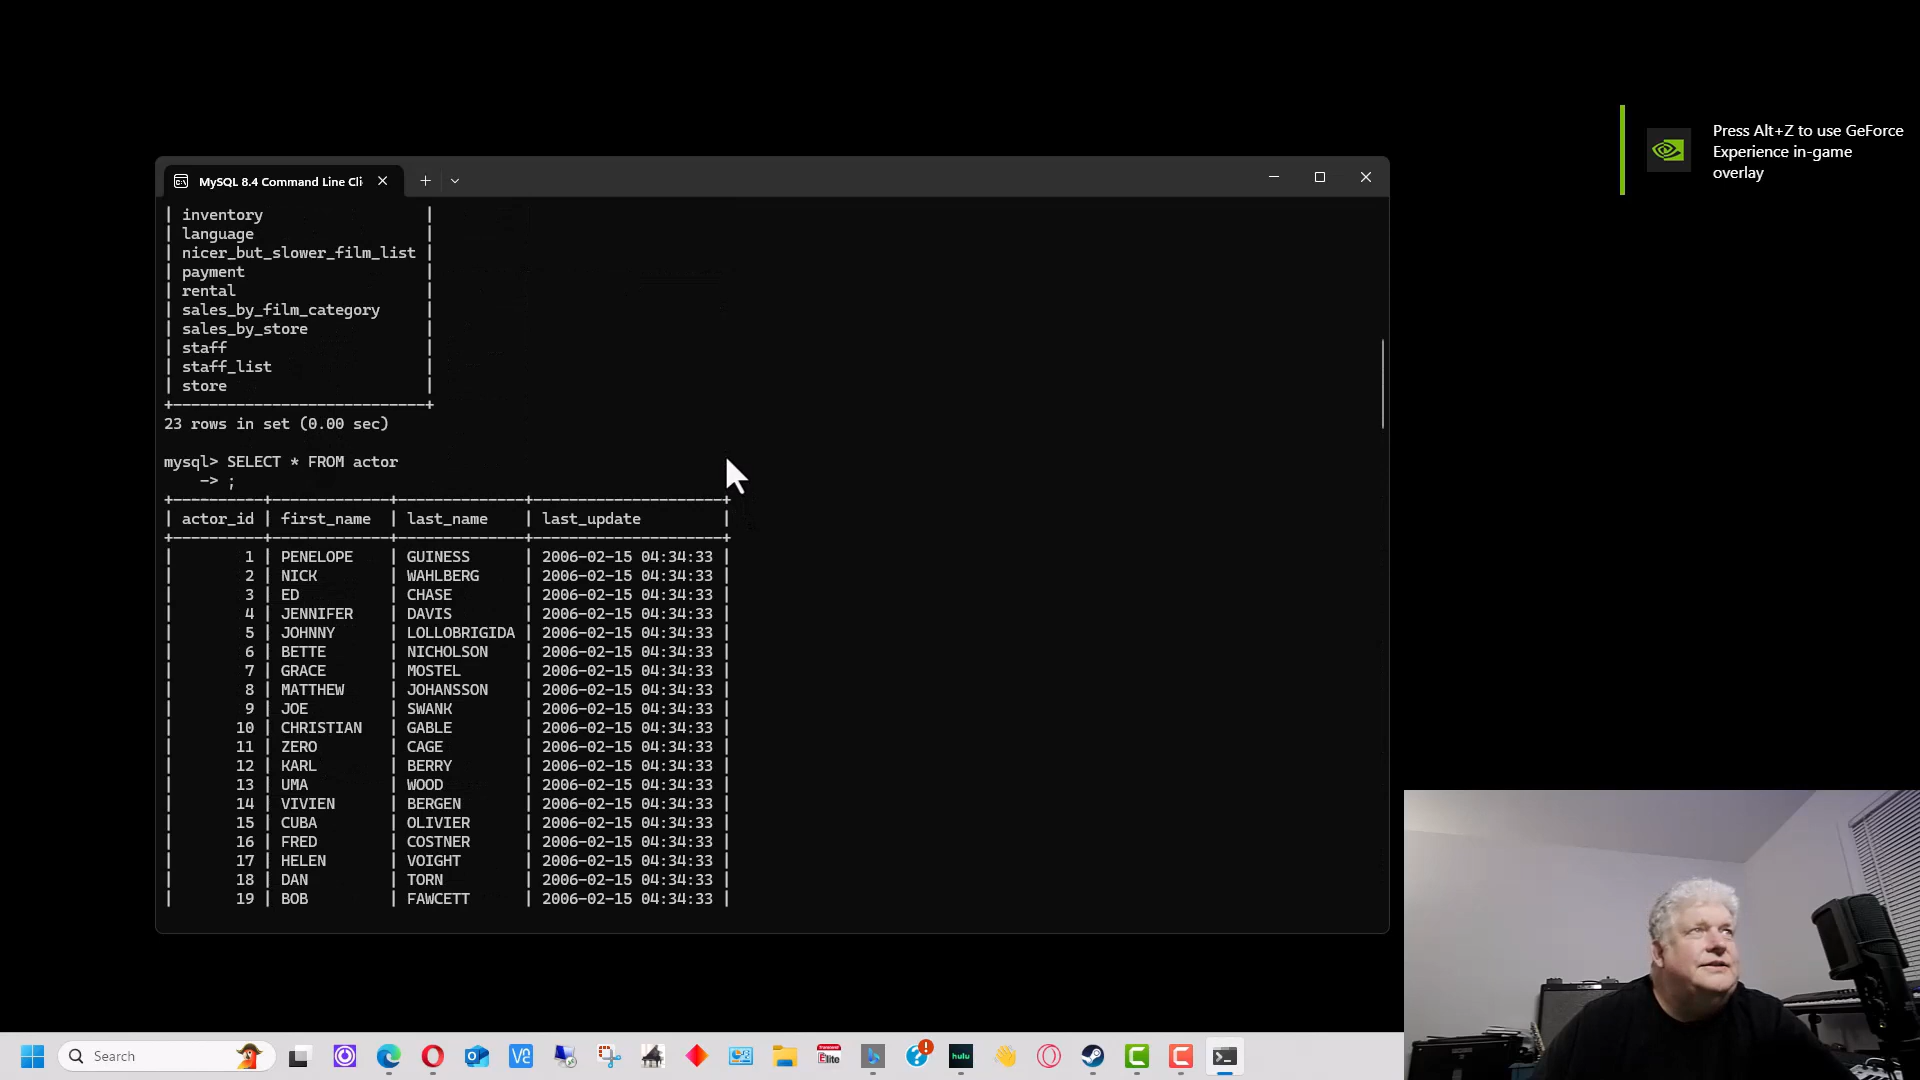 Press Alt+Z to use GeForce
Experience in-game
overlay
MySQL 8.4 Command Line Cli
| inventory |
| language |
| nicer_but_slower_film_list |
| payment |
| rental |
| sales_by_film_category |
| sales_by_store |
| staff |
| staff_list |
| store |
+----------------------------+
23 rows in set (0.00 sec)
mysql> SELECT * FROM actor
-> ;
+----------+------------+--------------+---------------------+
| actor_id | first_name | last_name | last_update |
+----------+------------+--------------+---------------------+
| 1 | PENELOPE | GUINESS | 2006-02-15 04:34:33 |
| 2 | NICK | WAHLBERG | 2006-02-15 04:34:33 |
| 3 | ED | CHASE | 2006-02-15 04:34:33 |
| 4 | JENNIFER | DAVIS | 2006-02-15 04:34:33 |
| 5 | JOHNNY | LOLLOBRIGIDA | 2006-02-15 04:34:33 |
| 6 | BETTE | NICHOLSON | 2006-02-15 04:34:33 |
| 7 | GRACE | MOSTEL | 2006-02-15 04:34:33 |
| 8 | MATTHEW | JOHANSSON | 2006-02-15 04:34:33 |
| 9 | JOE | SWANK | 2006-02-15 04:34:33 |
| 10 | CHRISTIAN | GABLE | 2006-02-15 04:34:33 |
| 11 | ZERO | CAGE | 2006-02-15 04:34:33 |
| 12 | KARL | BERRY | 2006-02-15 04:34:33 |
| 13 | UMA | WOOD | 2006-02-15 04:34:33 |
| 14 | VIVIEN | BERGEN | 2006-02-15 04:34:33 |
| 15 | CUBA | OLIVIER | 2006-02-15 04:34:33 |
| 16 | FRED | COSTNER | 2006-02-15 04:34:33 |
| 17 | HELEN | VOIGHT | 2006-02-15 04:34:33 |
| 18 | DAN | TORN | 2006-02-15 04:34:33 |
| 19 | BOB | FAWCETT | 2006-02-15 04:34:33 |
Search
Elite
hulu